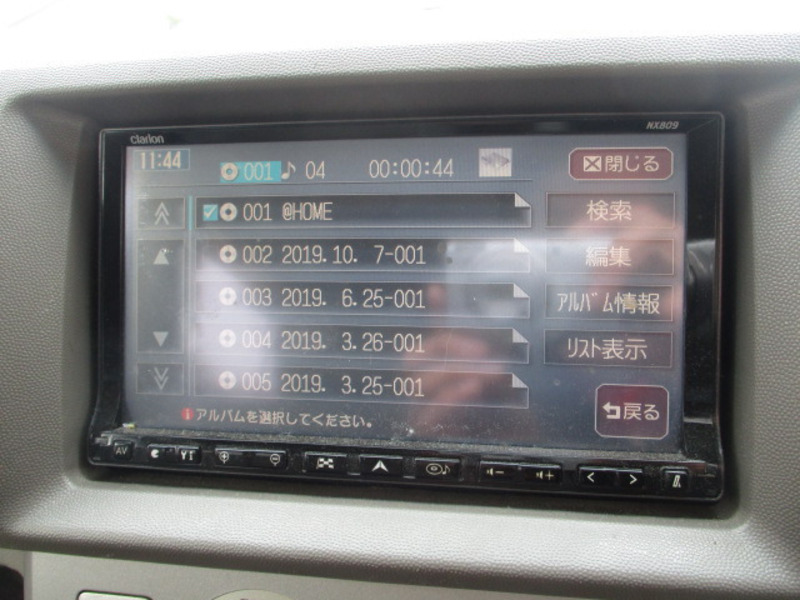 clarion
NX809
11:44
001 ♪ 04 00:00:44
閉じる
001 @HOME
検索
002 2019.10. 7-001
編集
003 2019. 6.25-001
アルバム情報
004 2019. 3.26-001
リスト表示
005 2019. 3.25-001
アルバムを選択してください。
戻る
AV